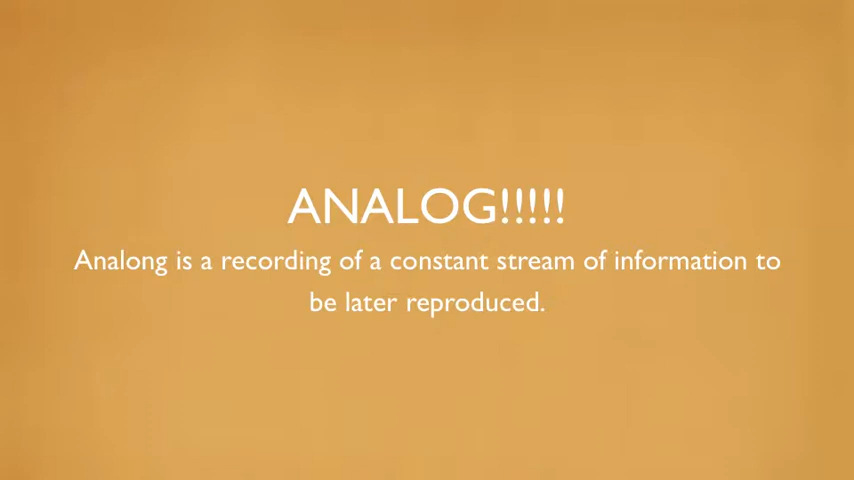 ANALOG!!!!!
Analong is a recording of a constant stream of information to
be later reproduced.